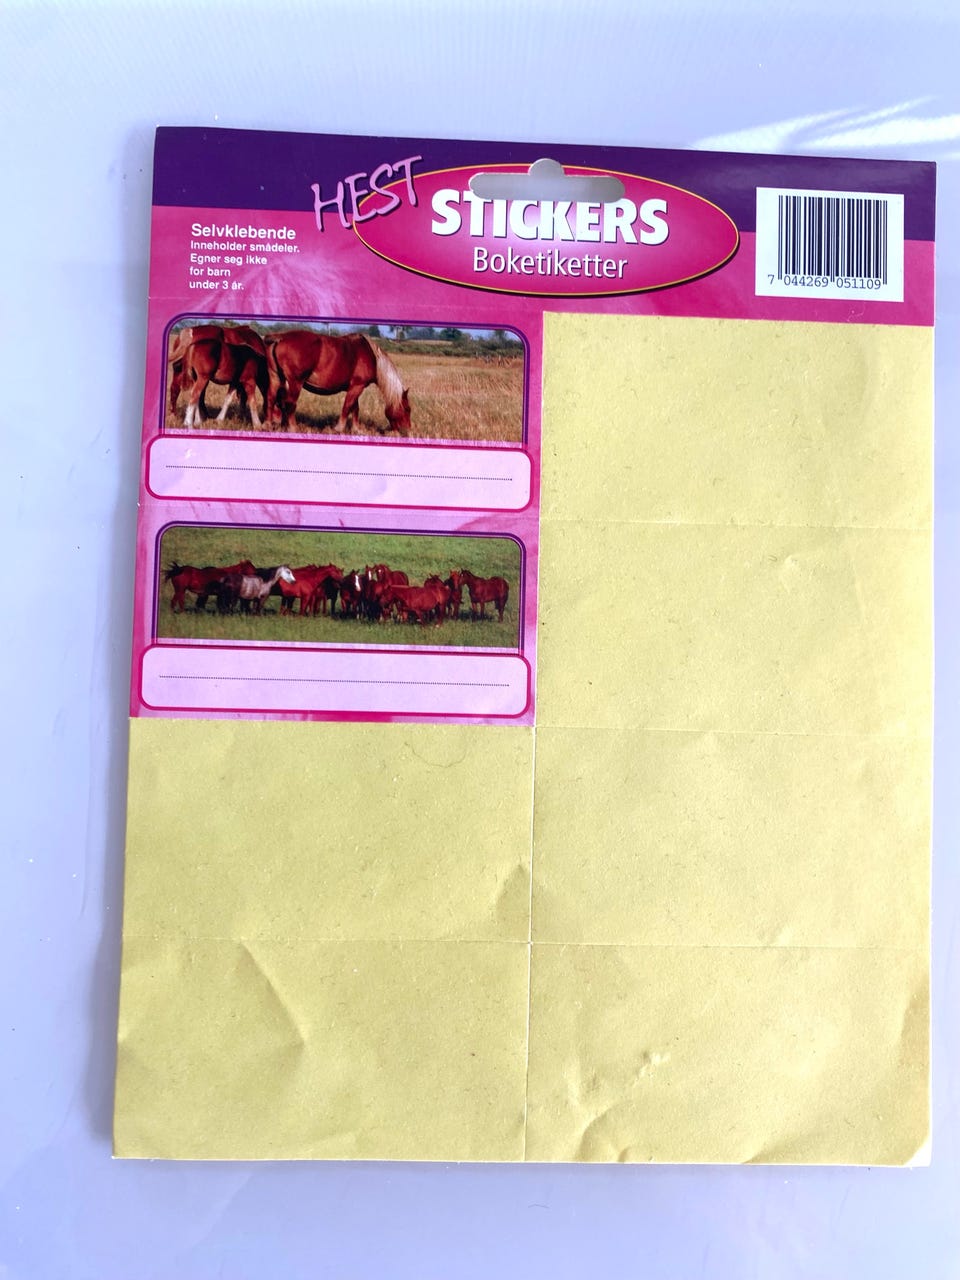 HEST
STICKERS
Boketiketter
Selvklebende
Inneholder smådeler.
Egner seg ikke
for barn
under 3 år.
7 044269 051109